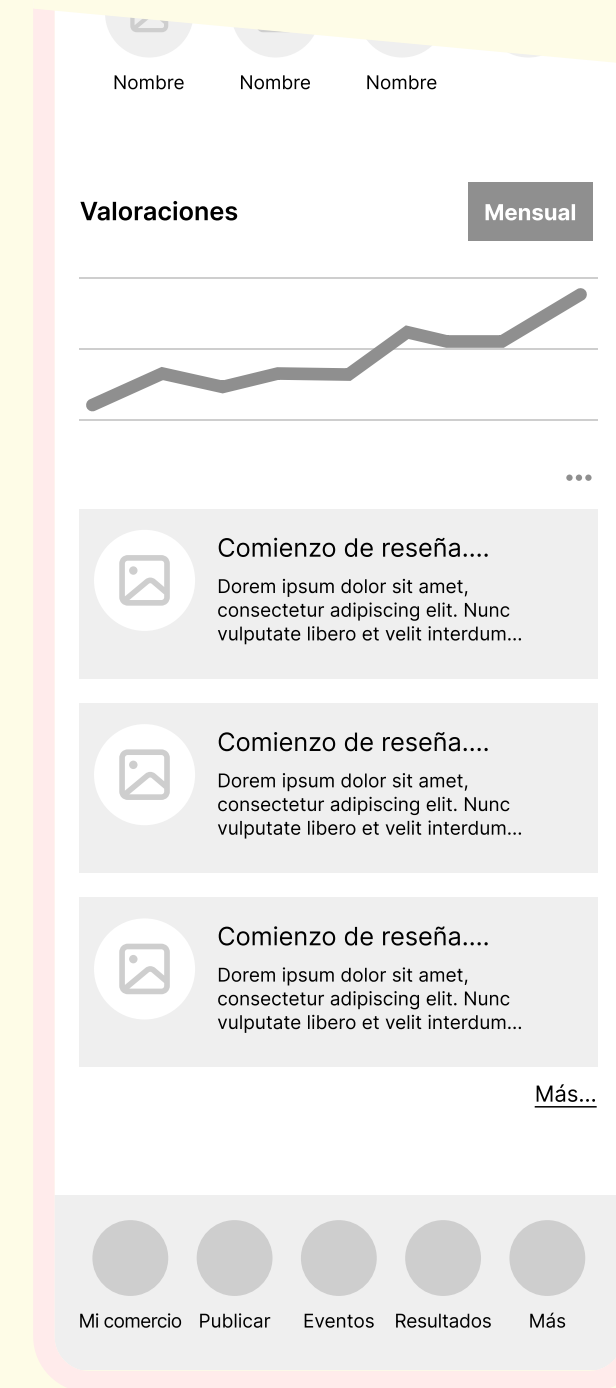 Nombre Nombre Nombre
Valoraciones Mensual
Comienzo de reseña....
Dorem ipsum dolor sit amet,
consectetur adipiscing elit. Nunc
vulputate libero et velit interdum...
Comienzo de reseña....
Dorem ipsum dolor sit amet,
consectetur adipiscing elit. Nunc
vulputate libero et velit interdum...
Comienzo de reseña....
Dorem ipsum dolor sit amet,
consectetur adipiscing elit. Nunc
vulputate libero et velit interdum...
Más...
Mi comercio Publicar Eventos Resultados Más